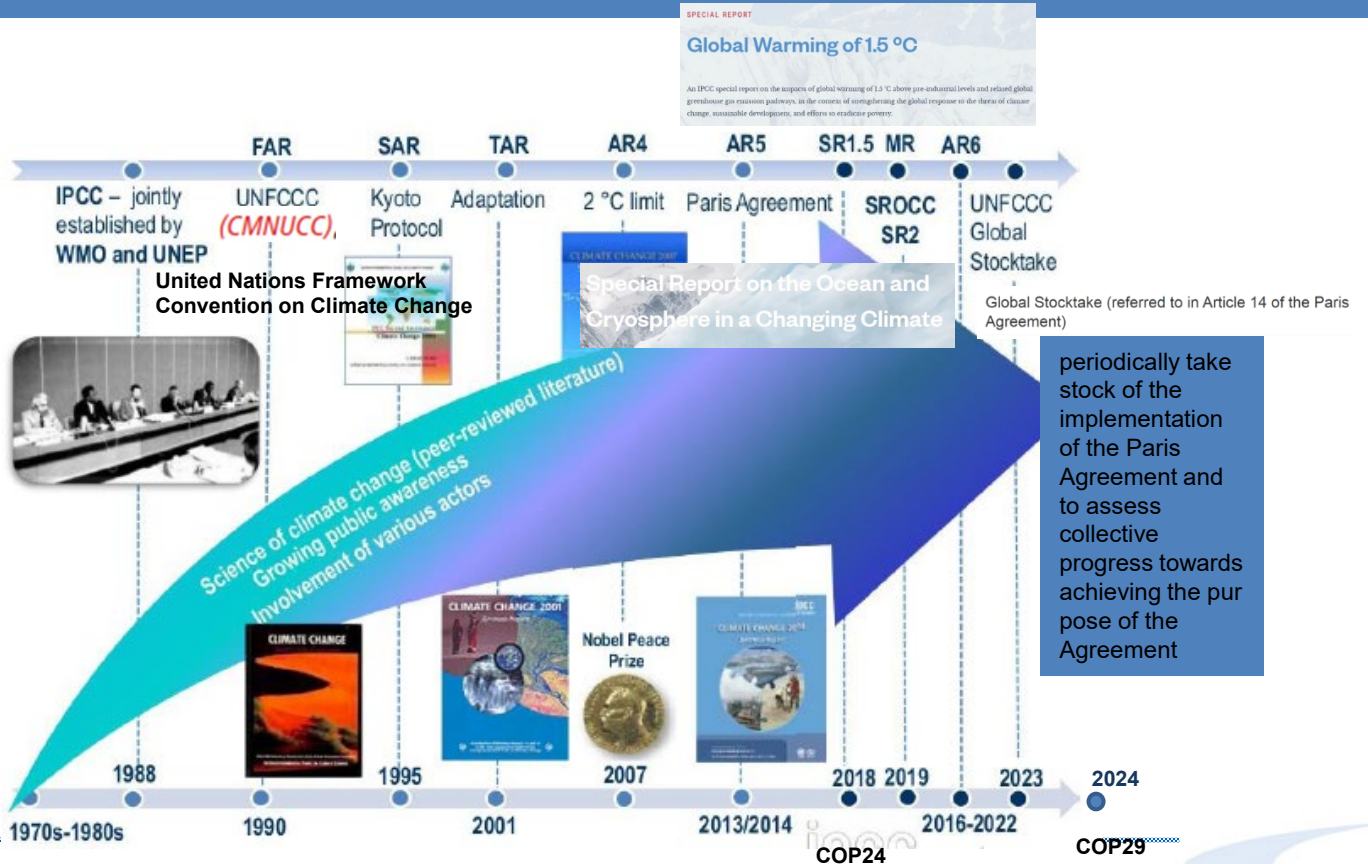 SPECIAL REPORT
Global Warming of 1.5 ºC
An IPCC special report on the impacts of global warming of 1.5 °C above pre-industrial levels and related global
greenhouse gas emission pathways, in the context of strengthening the global response to the threat of climate
change, sustainable development, and efforts to eradicate poverty.
FAR SAR TAR AR4 AR5 SR1.5 MR AR6
IPCC – jointly
established by
WMO and UNEP
UNFCCC
(CMNUCC),
United Nations Framework
Convention on Climate Change
Kyoto
Protocol
Adaptation
2 °C limit
Paris Agreement
SROCC
SR2
UNFCCC
Global
Stocktake
CLIMATE CHANGE 2007
Special Report on the Ocean and
Cryosphere in a Changing Climate
Global Stocktake (referred to in Article 14 of the Paris
Agreement)
periodically take
stock of the
implementation
of the Paris
Agreement and
to assess
collective
progress towards
achieving the pur
pose of the
Agreement
Science of climate change (peer-reviewed literature)
Growing public awareness
Involvement of various actors
CLIMATE CHANGE
CLIMATE CHANGE 2001
Nobel Peace
Prize
ipcc
CLIMATE CHANGE 2014
1988 1995 2007 2018 2019 2023 2024
1970s-1980s 1990 2001 2013/2014 2016-2022
ipcc
COP24
COP29